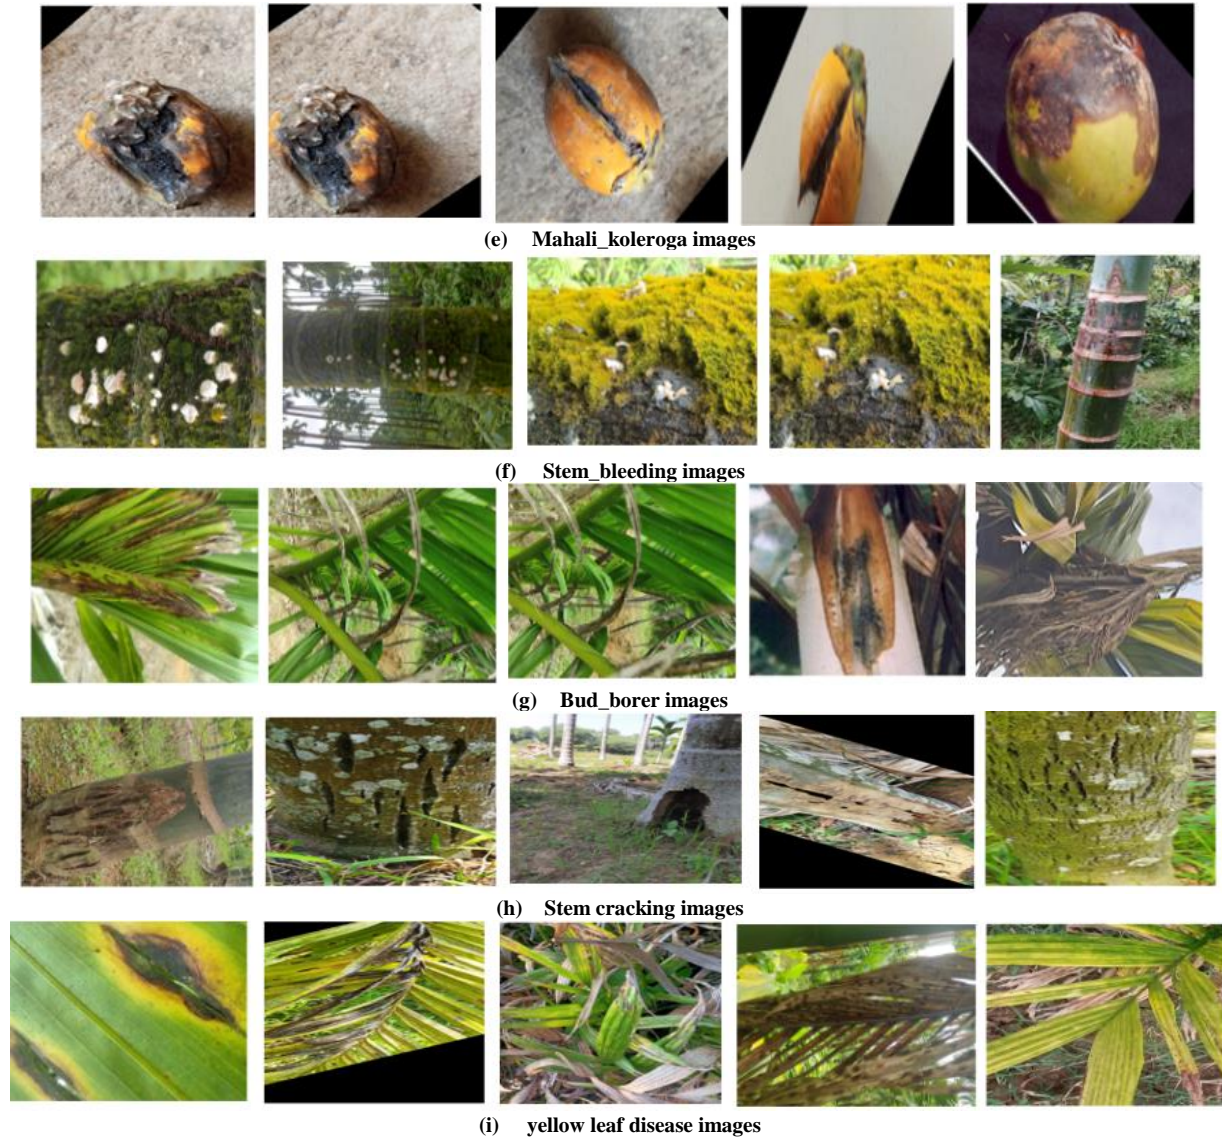 (e) Mahali_koleroga images
(f) Stem_bleeding images
(g) Bud_borer images
(h) Stem cracking images
(i) yellow leaf disease images